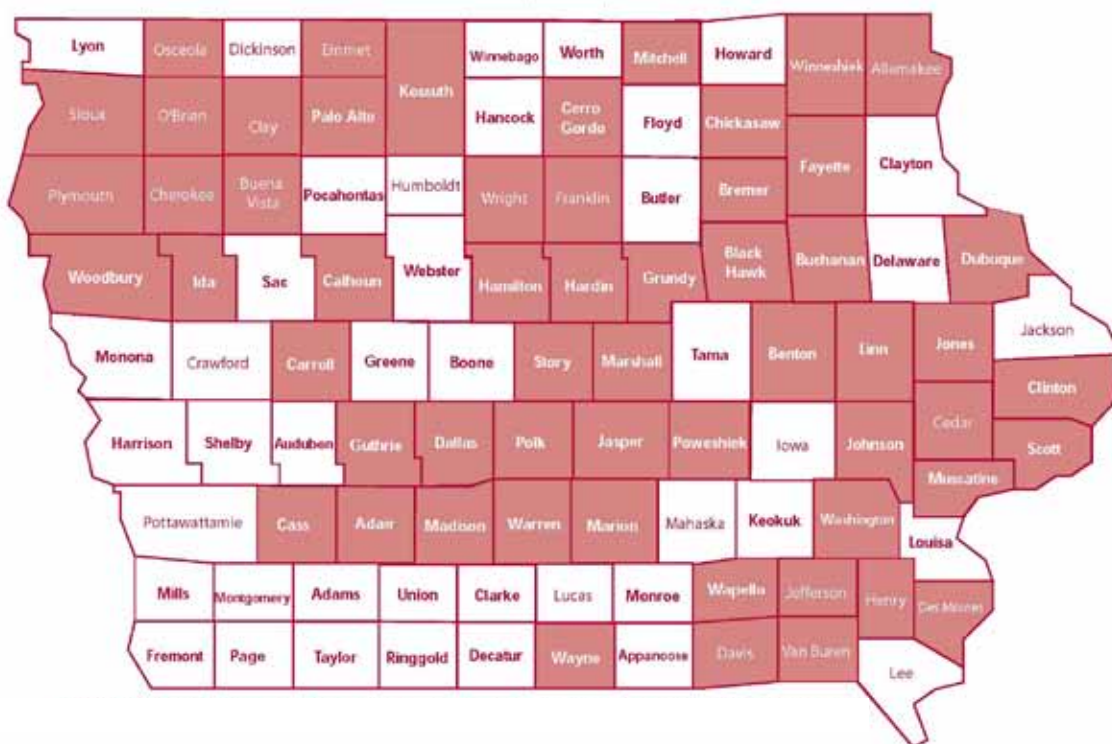 Lyon
Osceola
Dickinson
Emmet
Kossuth
Winnebago
Worth
Mitchell
Howard
Winneshiek
Allamakee
Sioux
O'Brien
Clay
Palo Alto
Hancock
Cerro
Gordo
Floyd
Chickasaw
Fayette
Clayton
Plymouth
Cherokee
Buena
Vista
Pocahontas
Humboldt
Wright
Franklin
Butler
Bremer
Woodbury
Ida
Sac
Calhoun
Webster
Hamilton
Hardin
Grundy
Black
Hawk
Buchanan
Delaware
Dubuque
Monona
Crawford
Carroll
Greene
Boone
Story
Marshall
Tama
Benton
Linn
Jones
Jackson
Clinton
Harrison
Shelby
Auduben
Guthrie
Dallas
Polk
Jasper
Poweshiek
Iowa
Johnson
Cedar
Scott
Muscatine
Pottawattamie
Cass
Adair
Madison
Warren
Marion
Mahaska
Keokuk
Washington
Louisa
Mills
Montgomery
Adams
Union
Clarke
Lucas
Monroe
Wapello
Jefferson
Henry
Des Moines
Fremont
Page
Taylor
Ringgold
Decatur
Wayne
Appanoose
Davis
Van Buren
Lee